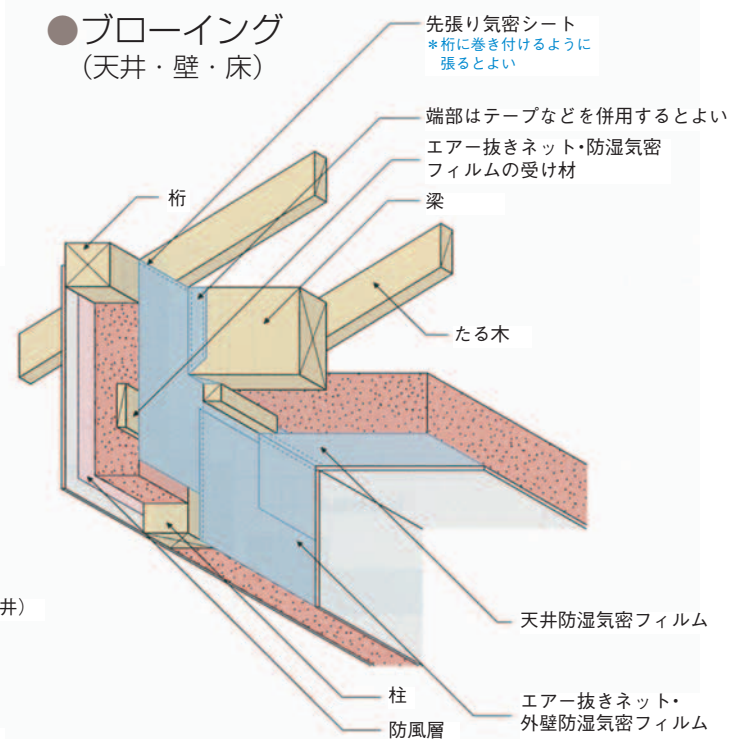 ●ブローイング
（天井・壁・床）
先張り気密シート
＊桁に巻き付けるように
張るとよい
端部はテープなどを併用するとよい
エアー抜きネット・防湿気密
フィルムの受け材
桁
梁
たる木
井）
天井防湿気密フィルム
柱
エアー抜きネット・
外壁防湿気密フィルム
防風層